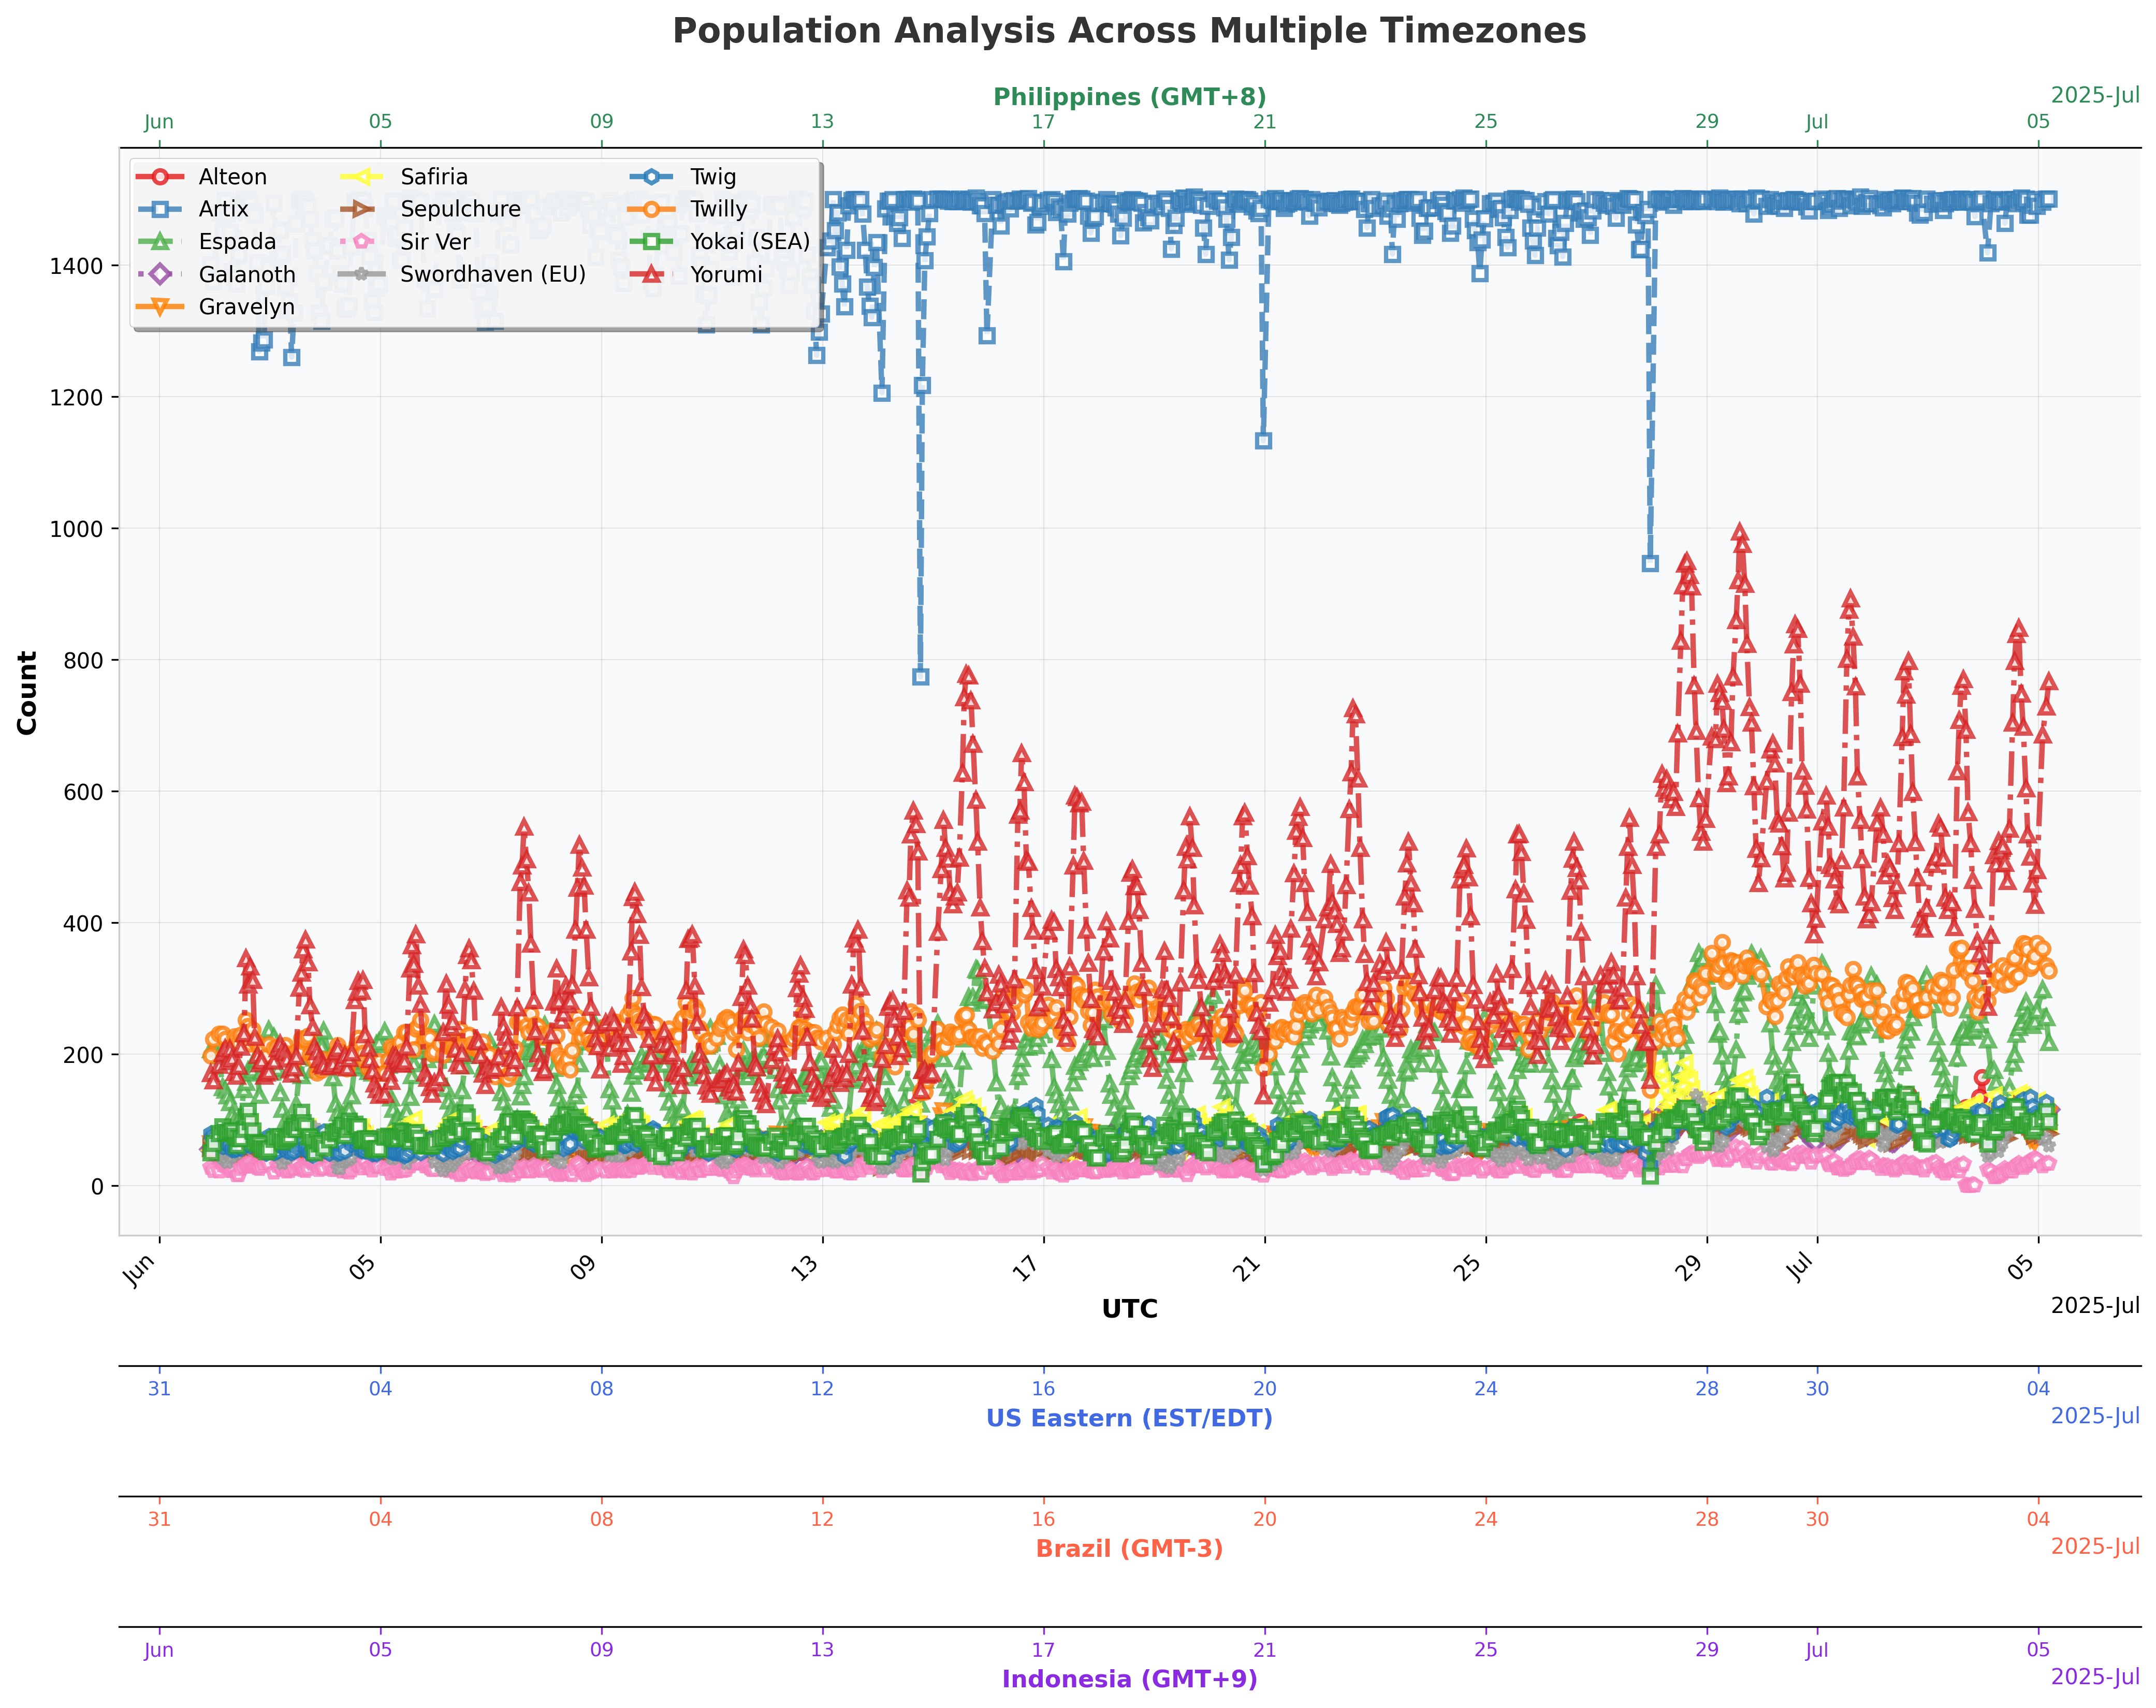 Population Analysis Across Multiple Timezones
Philippines (GMT+8)
2025-Jul
Jun 05 09 13 17 21 25 29 Jul 05
Alteon Safiria Twig
Artix Sepulchure Twilly
Espada Sir Ver Yokai (SEA)
Galanoth Swordhaven (EU) Yorumi
Gravelyn
1400
1200
1000
800
600
400
200
0
Count
Jun 05 09 13 17 21 25 29 Jul 05
UTC
2025-Jul
31 04 08 12 16 20 24 28 30 04
US Eastern (EST/EDT)
2025-Jul
31 04 08 12 16 20 24 28 30 04
Brazil (GMT-3)
2025-Jul
Jun 05 09 13 17 21 25 29 Jul 05
Indonesia (GMT+9)
2025-Jul